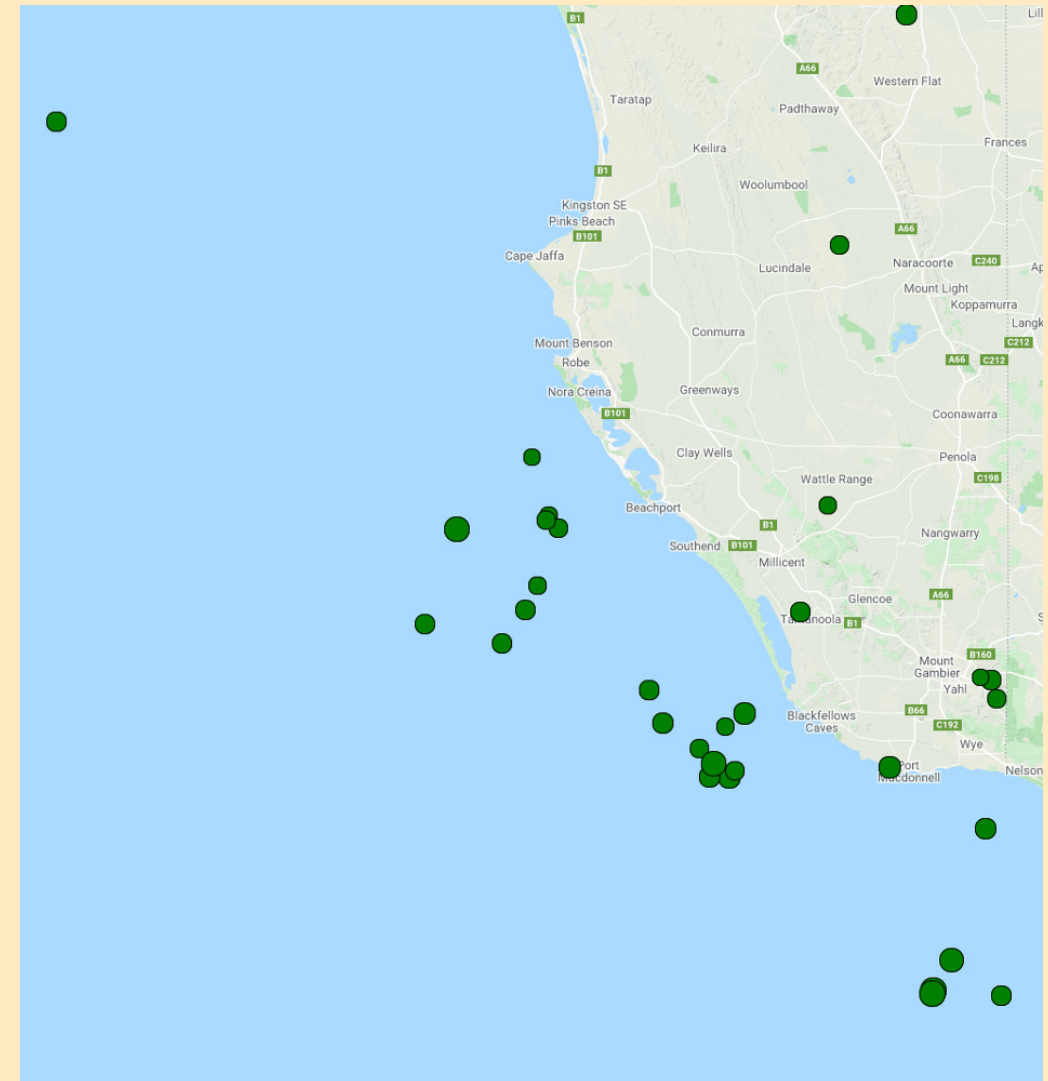 B1
Lill
A66
Western Flat
Taratap
Padthaway
Frances
Keilira
B1
Woolumbool
Kingston SE
Pinks Beach
B101
A66
Cape Jaffa
Lucindale
Naracoorte
C240
Ap
Mount Light
Koppamurra
Langk
Conmurra
C212
Mount Benson
Robe
A66
C212
Nora Creina
Greenways
B101
Coonawarra
Clay Wells
Penola
Wattle Range
C198
Beachport
B1
Nangwarry
Southend
B101
Millicent
A66
Glencoe
Tantanoola
B1
S
B160
Mount
Gambier
Yahl
B66
Blackfellows
Caves
C192
Wye
Port
Macdonnell
Nelson